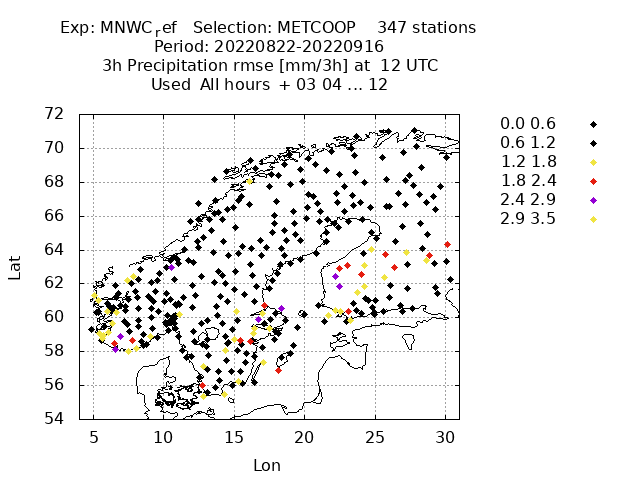 Exp: MNWC_ref   Selection: METCOOP    347 stations
Period: 20220822-20220916
3h Precipitation rmse [mm/3h] at  12 UTC
Used  All hours  + 03 04 ... 12
72
70
68
66
64
62
60
58
56
54
5 10 15 20 25 30
Lat
Lon
0.0 0.6
0.6 1.2
1.2 1.8
1.8 2.4
2.4 2.9
2.9 3.5